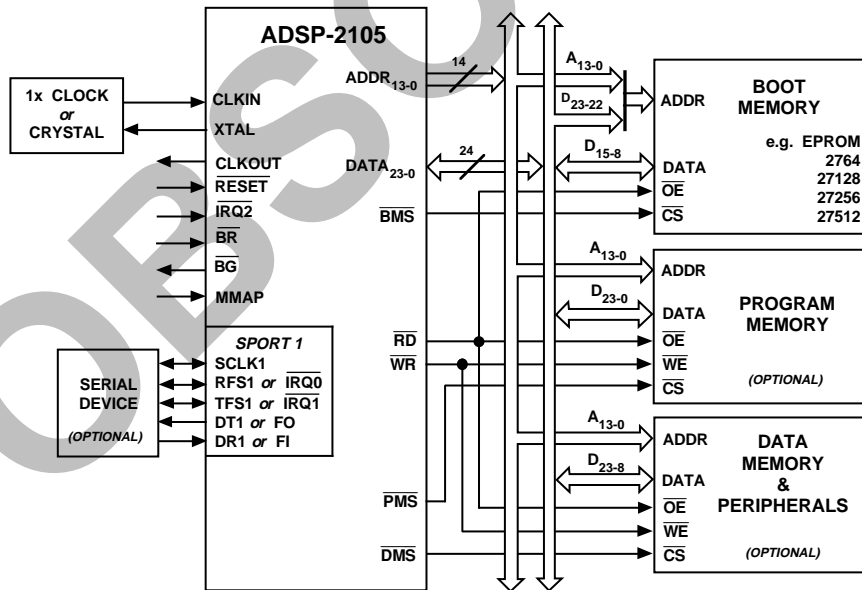 OBSO
ADSP-2105
1x CLOCK
or
CRYSTAL
CLKIN
XTAL
CLKOUT
RESET
IRQ2
BR
BG
MMAP
SPORT 1
SCLK1
RFS1 or IRQ0
TFS1 or IRQ1
DT1 or FO
DR1 or FI
SERIAL
DEVICE
(OPTIONAL)
ADDR13-0
14
DATA23-0
24
BMS
RD
WR
PMS
DMS
A13-0
D23-22
D15-8
ADDR
DATA
OE
CS
BOOT
MEMORY
e.g. EPROM
2764
27128
27256
27512
A13-0
D23-0
ADDR
DATA
OE
WE
CS
PROGRAM
MEMORY
(OPTIONAL)
A13-0
D23-8
ADDR
DATA
OE
WE
CS
DATA
MEMORY
&
PERIPHERALS
(OPTIONAL)